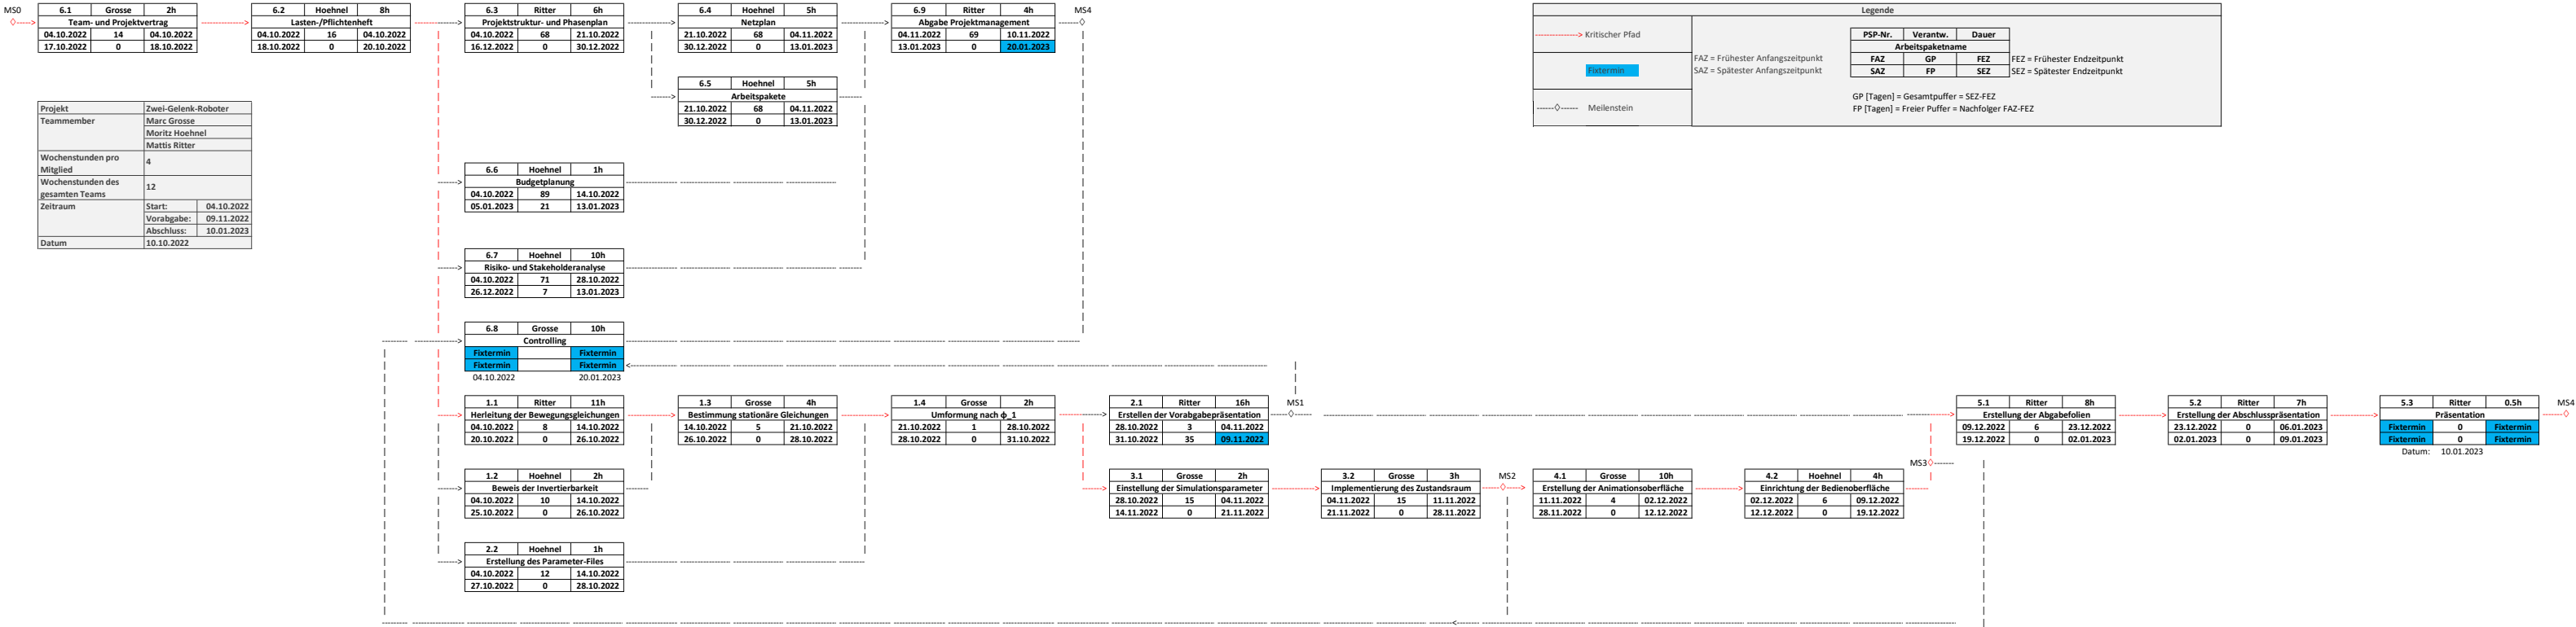 MS0
6.1 Grosse 2h
Team- und Projektvertrag
04.10.2022 14 04.10.2022
17.10.2022 0 18.10.2022
6.2 Hoehnel 8h
Lasten-/Pflichtenheft
04.10.2022 16 04.10.2022
18.10.2022 0 20.10.2022
6.3 Ritter 6h
Projektstruktur- und Phasenplan
04.10.2022 68 21.10.2022
16.12.2022 0 30.12.2022
6.4 Hoehnel 5h
Netzplan
21.10.2022 68 04.11.2022
30.12.2022 0 13.01.2023
6.9 Ritter 4h
Abgabe Projektmanagement
04.11.2022 69 10.11.2022
13.01.2023 0 20.01.2023
MS4
Legende
Kritischer Pfad
Fixtermin
Meilenstein
FAZ = Frühester Anfangszeitpunkt
SAZ = Spätester Anfangszeitpunkt
PSP-Nr. Verantw. Dauer
Arbeitspaketname
FAZ GP FEZ
SAZ FP SEZ
FEZ = Frühester Endzeitpunkt
SEZ = Spätester Endzeitpunkt
GP [Tagen] = Gesamtpuffer = SEZ-FEZ
FP [Tagen] = Freier Puffer = Nachfolger FAZ-FEZ
6.5 Hoehnel 5h
Arbeitspakete
21.10.2022 68 04.11.2022
30.12.2022 0 13.01.2023
Projekt Zwei-Gelenk-Roboter
Teammember Marc Grosse
Moritz Hoehnel
Mattis Ritter
Wochenstunden pro
Mitglied 4
Wochenstunden des
gesamten Teams 12
Zeitraum Start: 04.10.2022
Vorabgabe: 09.11.2022
Abschluss: 10.01.2023
Datum 10.10.2022
6.6 Hoehnel 1h
Budgetplanung
04.10.2022 89 14.10.2022
05.01.2023 21 13.01.2023
6.7 Hoehnel 10h
Risiko- und Stakeholderanalyse
04.10.2022 71 28.10.2022
26.12.2022 7 13.01.2023
6.8 Grosse 10h
Controlling
Fixtermin Fixtermin
Fixtermin Fixtermin
04.10.2022 20.01.2023
1.1 Ritter 11h
Herleitung der Bewegungsgleichungen
04.10.2022 8 14.10.2022
20.10.2022 0 26.10.2022
1.3 Grosse 4h
Bestimmung stationäre Gleichungen
14.10.2022 5 21.10.2022
26.10.2022 0 28.10.2022
1.4 Grosse 2h
Umformung nach ϕ_1
21.10.2022 1 28.10.2022
28.10.2022 0 31.10.2022
2.1 Ritter 16h
Erstellen der Vorabgabepräsentation
28.10.2022 3 04.11.2022
31.10.2022 35 09.11.2022
MS1
5.1 Ritter 8h
Erstellung der Abgabefolien
09.12.2022 6 23.12.2022
19.12.2022 0 02.01.2023
5.2 Ritter 7h
Erstellung der Abschlusspräsentation
23.12.2022 0 06.01.2023
02.01.2023 0 09.01.2023
5.3 Ritter 0.5h
Präsentation
Fixtermin 0 Fixtermin
Fixtermin 0 Fixtermin
Datum: 10.01.2023
MS4
1.2 Hoehnel 2h
Beweis der Invertierbarkeit
04.10.2022 10 14.10.2022
25.10.2022 0 26.10.2022
3.1 Grosse 2h
Einstellung der Simulationsparameter
28.10.2022 15 04.11.2022
14.11.2022 0 21.11.2022
3.2 Grosse 3h
Implementierung des Zustandsraum
04.11.2022 15 11.11.2022
21.11.2022 0 28.11.2022
MS2
4.1 Grosse 10h
Erstellung der Animationsoberfläche
11.11.2022 4 02.12.2022
28.11.2022 0 12.12.2022
4.2 Hoehnel 4h
Einrichtung der Bedienoberfläche
02.12.2022 6 09.12.2022
12.12.2022 0 19.12.2022
MS3
2.2 Hoehnel 1h
Erstellung des Parameter-Files
04.10.2022 12 14.10.2022
27.10.2022 0 28.10.2022